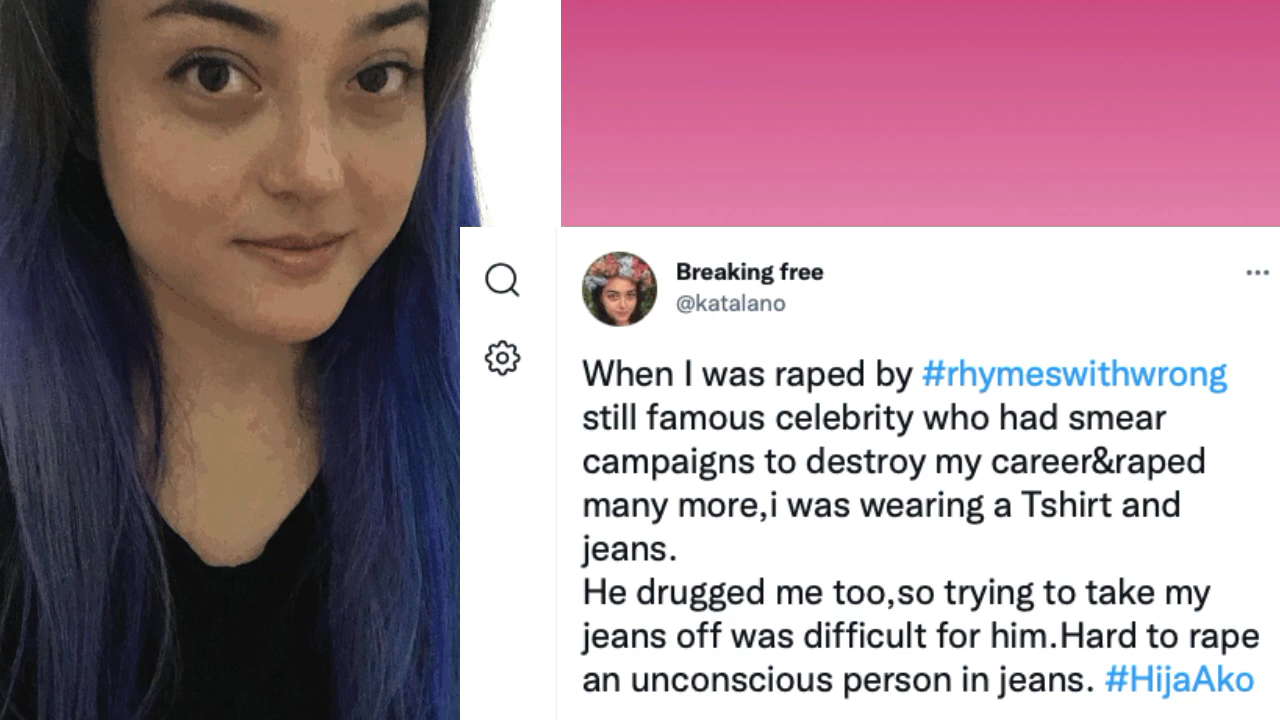 Breaking free
@katalano
When I was raped by #rhymeswithwrong
still famous celebrity who had smear
campaigns to destroy my career&raped
many more,i was wearing a Tshirt and
jeans.
He drugged me too,so trying to take my
jeans off was difficult for him.Hard to rape
an unconscious person in jeans. #HijaAko